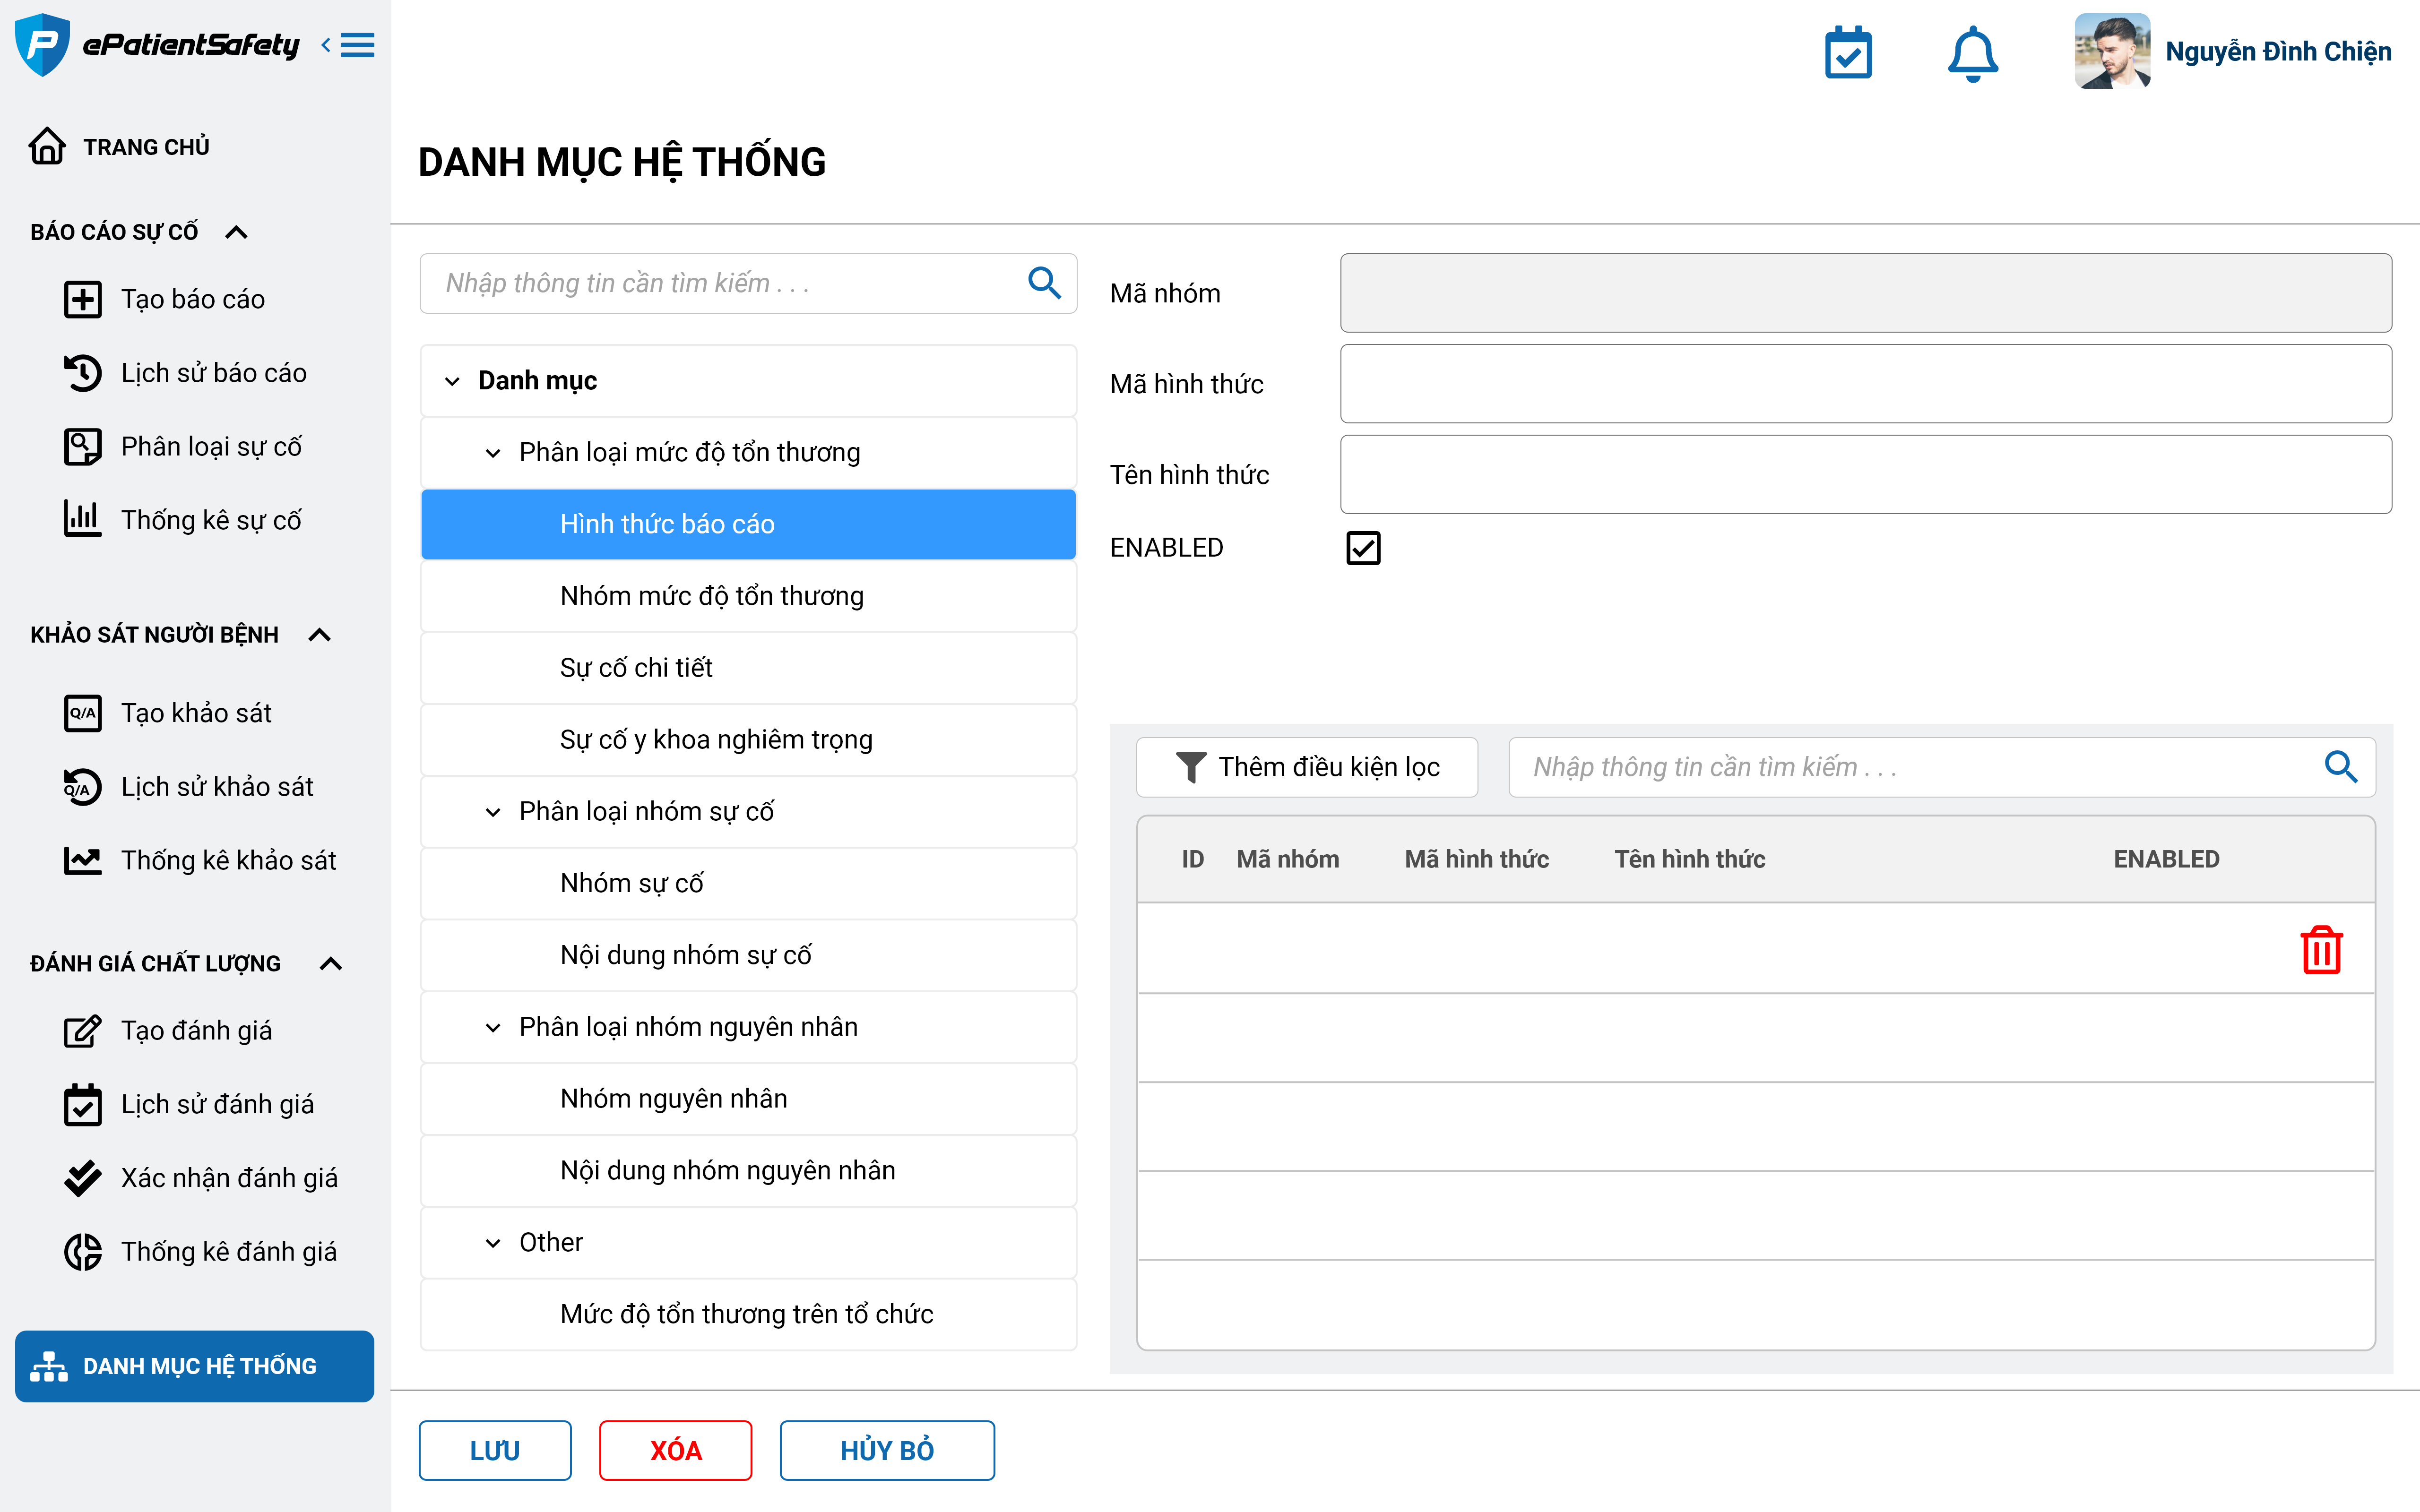 ePatientSafety
Nguyễn Đình Chiện
TRANG CHỦ
BÁO CÁO SỰ CỐ
Tạo báo cáo
Lịch sử báo cáo
Phân loại sự cố
Thống kê sự cố
KHẢO SÁT NGƯỜI BỆNH
Q/A
Tạo khảo sát
Q/A
Lịch sử khảo sát
Thống kê khảo sát
ĐÁNH GIÁ CHẤT LƯỢNG
Tạo đánh giá
Lịch sử đánh giá
Xác nhận đánh giá
Thống kê đánh giá
DANH MỤC HỆ THỐNG
DANH MỤC HỆ THỐNG
Nhập thông tin cần tìm kiếm . . .
Danh mục
Phân loại mức độ tổn thương
Hình thức báo cáo
Nhóm mức độ tổn thương
Sự cố chi tiết
Sự cố y khoa nghiêm trọng
Phân loại nhóm sự cố
Nhóm sự cố
Nội dung nhóm sự cố
Phân loại nhóm nguyên nhân
Nhóm nguyên nhân
Nội dung nhóm nguyên nhân
Other
Mức độ tổn thương trên tổ chức
Mã nhóm
Mã hình thức
Tên hình thức
ENABLED
Thêm điều kiện lọc
Nhập thông tin cần tìm kiếm . . .
ID Mã nhóm Mã hình thức Tên hình thức ENABLED
LƯU
XÓA
HỦY BỎ